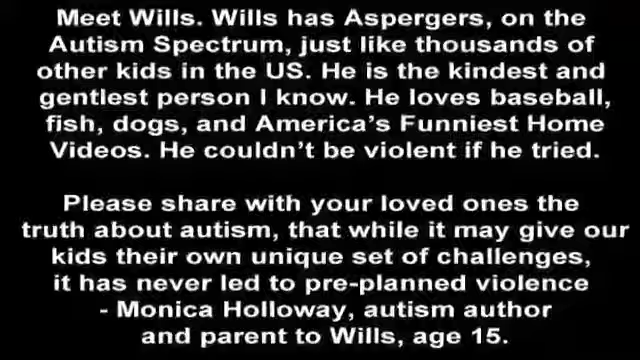 Meet Wills. Wills has Aspergers, on the
Autism Spectrum, just like thousands of
other kids in the US. He is the kindest and
gentlest person I know. He loves baseball,
fish, dogs, and America's Funniest Home
Videos. He couldn't be violent if he tried.
Please share with your loved ones the
truth about autism, that while it may give our
kids their own unique set of challenges,
it has never led to pre-planned violence
- Monica Holloway, autism author
and parent to Wills, age 15.